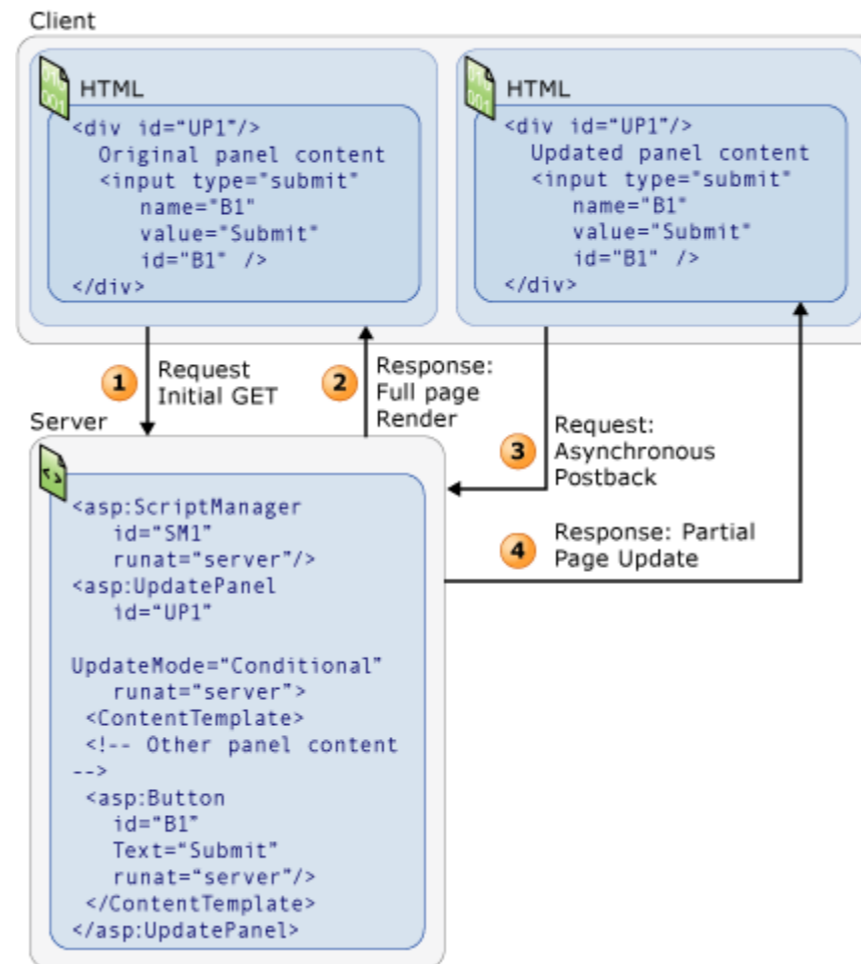 Client
HTML
<div id=“UP1”/>
Original panel content
<input type="submit"
name="B1"
value="Submit"
id="B1" />
</div>
HTML
<div id=“UP1”/>
Updated panel content
<input type="submit"
name="B1"
value="Submit"
id="B1" />
</div>
1
Request
Initial GET
2
Response:
Full page
Render
3
Request:
Asynchronous
Postback
4
Response: Partial
Page Update
Server
<asp:ScriptManager
id=“SM1”
runat=“server”/>
<asp:UpdatePanel
id=“UP1”
UpdateMode=“Conditional”
runat=“server”>
<ContentTemplate>
<!-- Other panel content
-->
<asp:Button
id=“B1”
Text=“Submit”
runat=“server”/>
</ContentTemplate>
</asp:UpdatePanel>